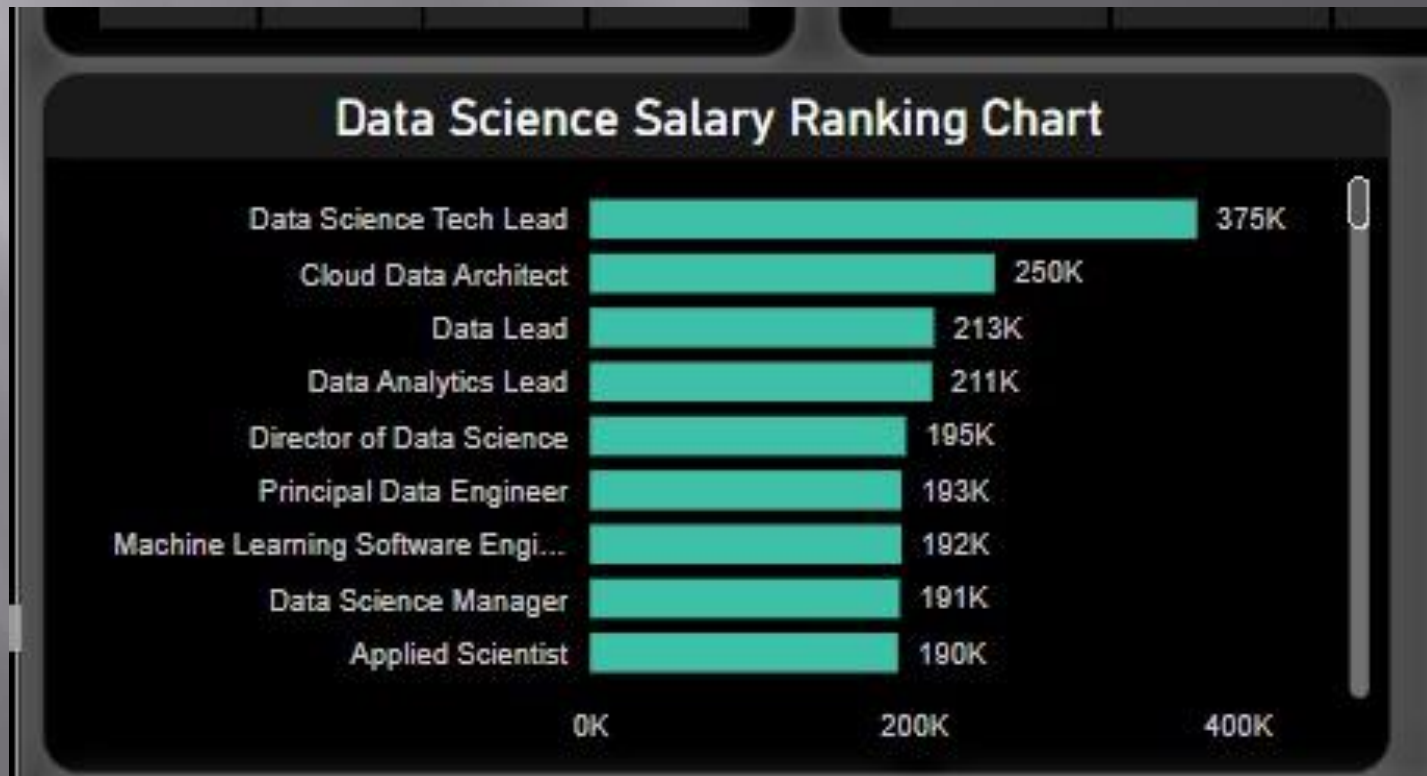 Data Science Salary Ranking Chart
Data Science Tech Lead 375K
Cloud Data Architect 250K
Data Lead 213K
Data Analytics Lead 211K
Director of Data Science 195K
Principal Data Engineer 193K
Machine Learning Software Engi... 192K
Data Science Manager 191K
Applied Scientist 190K
0K 200K 400K